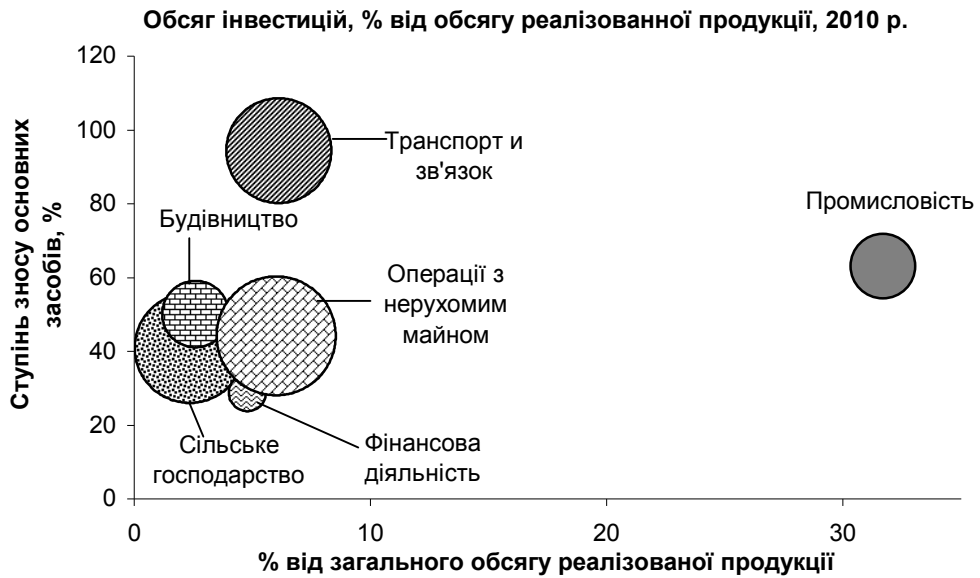 Обсяг інвестицій, % від обсягу реалізованної продукції, 2010 р.
Ступінь зносу основних
засобів, %
120
100
80
60
40
20
0
Транспорт и
зв'язок
Промисловість
Будівництво
Операції з
нерухомим
майном
Сільське
господарство
Фінансова
діяльність
0
10
20
30
% від загального обсягу реалізованої продукції